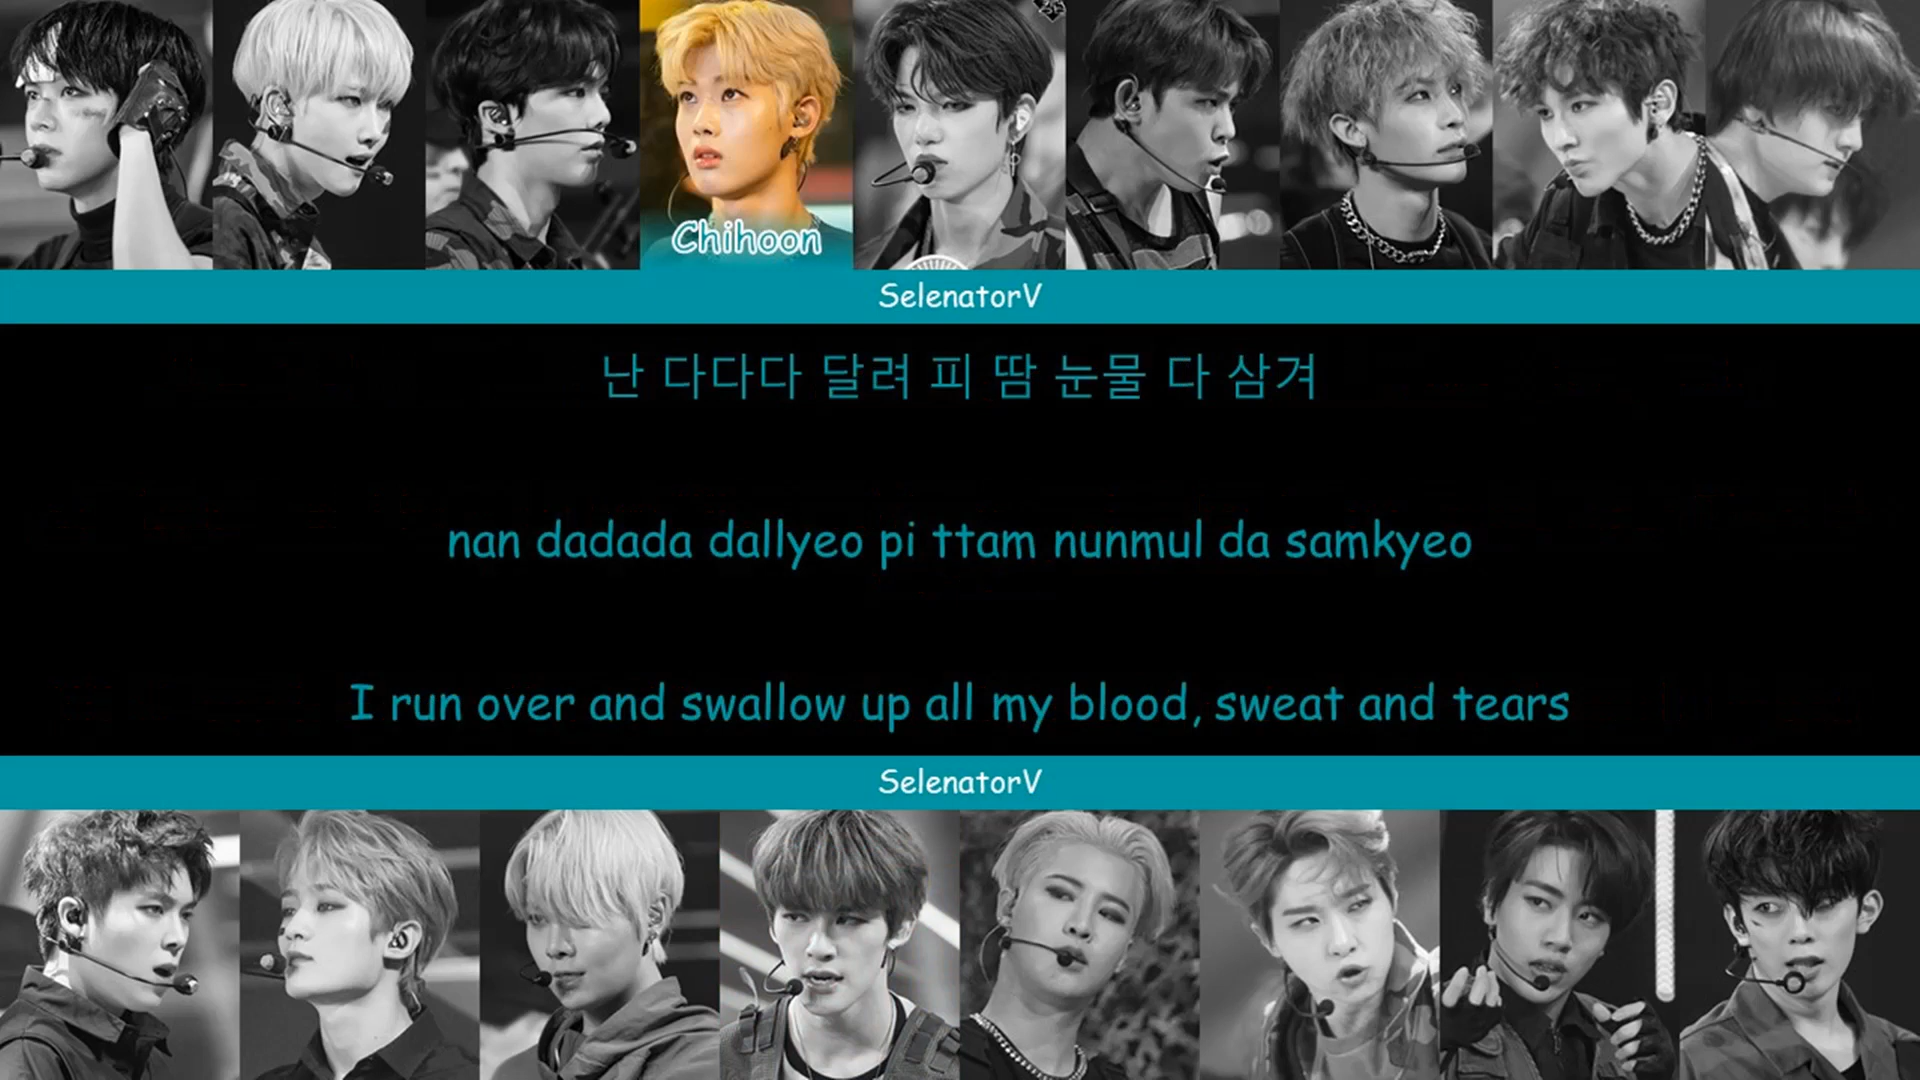 Chihoon
SelenatorV
난 다다다 달려 피 땀 눈물 다 삼겨
nan dadada dallyeo pi ttam nunmul da samkyeo
I run over and swallow up all my blood, sweat and tears
SelenatorV